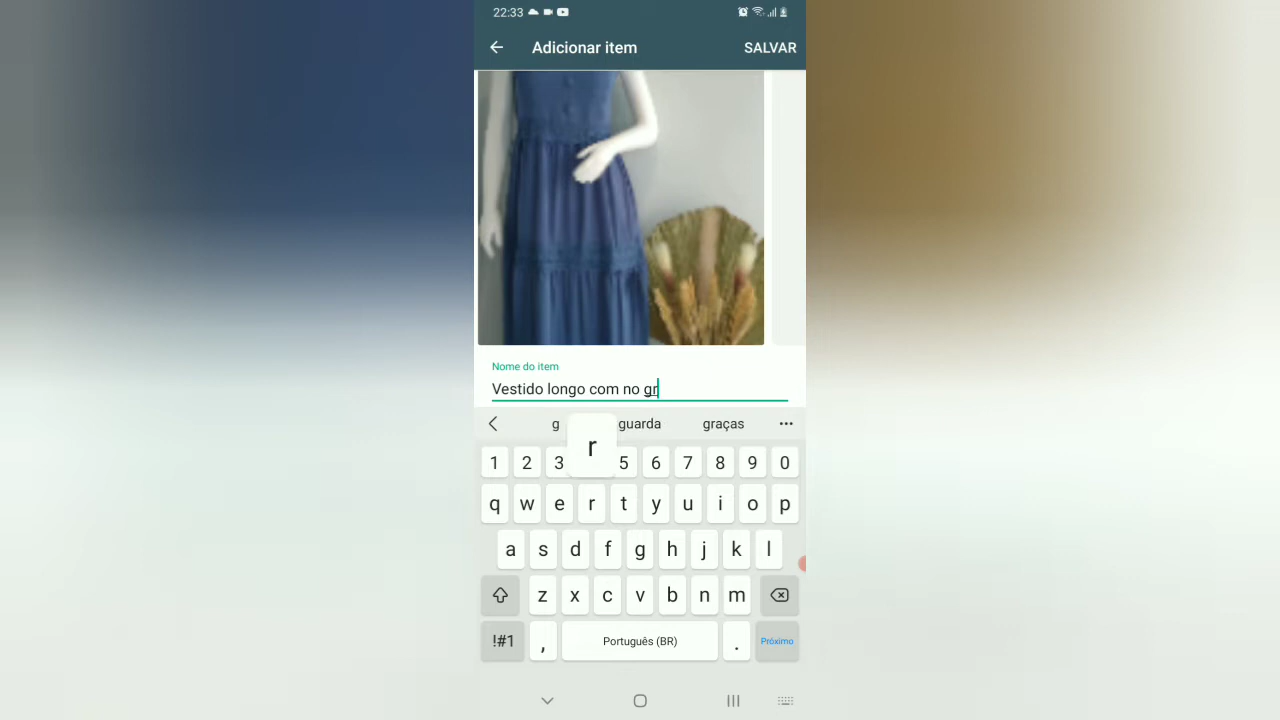 22:33
Adicionar item
SALVAR
Nome do item
Vestido longo com no gr
g guarda graças
r
1 2 3 5 6 7 8 9 0
q w e r t y u i o p
a s d f g h j k l
z x c v b n m
!#1 , Português (BR) . Próximo